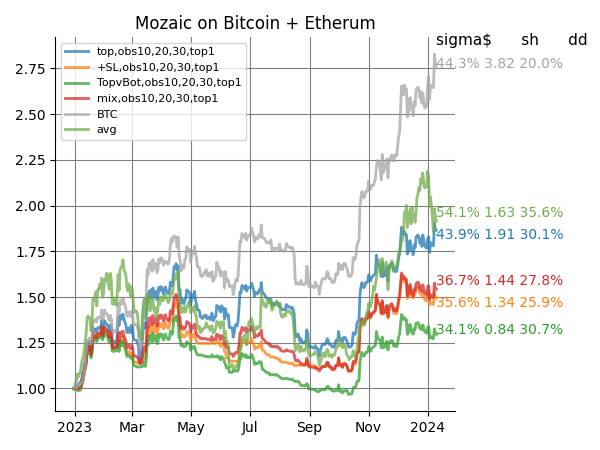 Mozaic on Bitcoin + Etherum
sigma$ sh dd
top,obs10,20,30,top1
+SL,obs10,20,30,top1
TopvBot,obs10,20,30,top1
mix,obs10,20,30,top1
BTC
avg
44.3% 3.82 20.0%
54.1% 1.63 35.6%
43.9% 1.91 30.1%
36.7% 1.44 27.8%
35.6% 1.34 25.9%
34.1% 0.84 30.7%
2.75
2.50
2.25
2.00
1.75
1.50
1.25
1.00
2023 Mar May Jul Sep Nov 2024